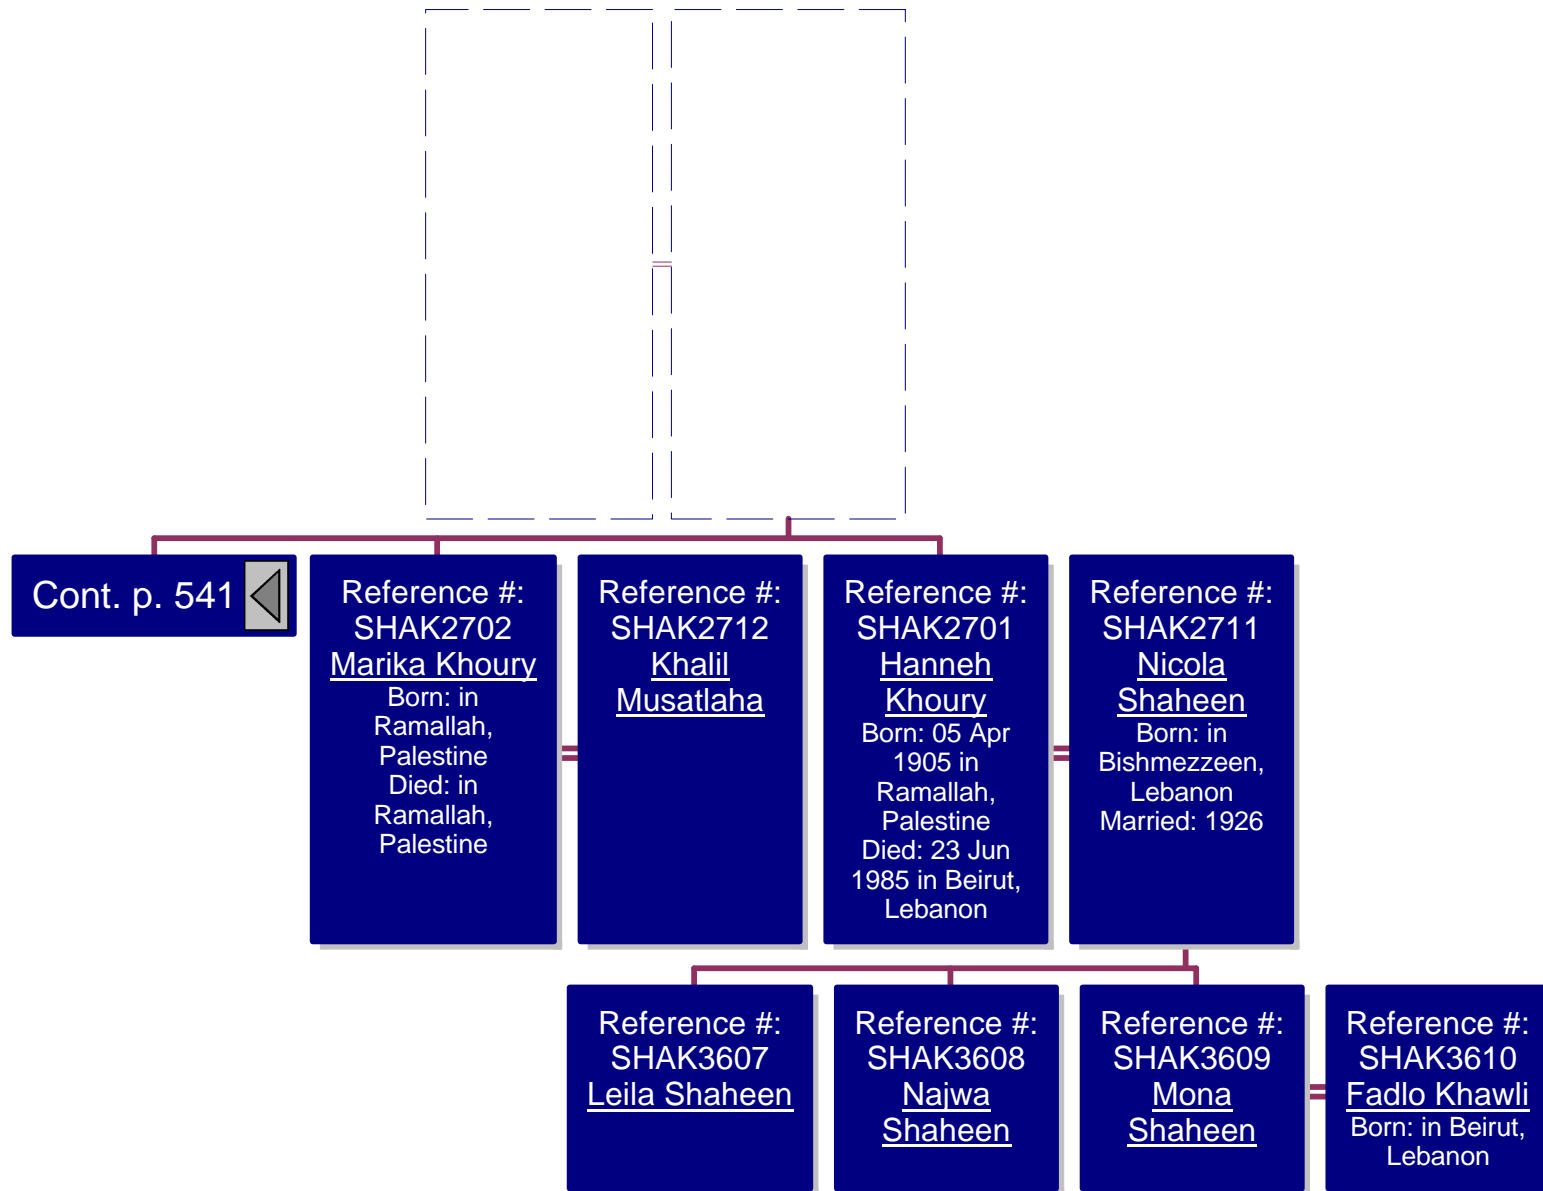 Cont. p. 541
Reference #:
SHAK2702
Marika Khoury
Born: in
Ramallah,
Palestine
Died: in
Ramallah,
Palestine
Reference #:
SHAK2712
Khalil
Musatlaha
Reference #:
SHAK2701
Hanneh
Khoury
Born: 05 Apr
1905 in
Ramallah,
Palestine
Died: 23 Jun
1985 in Beirut,
Lebanon
Reference #:
SHAK2711
Nicola
Shaheen
Born: in
Bishmezzeen,
Lebanon
Married: 1926
Reference #:
SHAK3607
Leila Shaheen
Reference #:
SHAK3608
Najwa
Shaheen
Reference #:
SHAK3609
Mona
Shaheen
Reference #:
SHAK3610
Fadlo Khawli
Born: in Beirut,
Lebanon